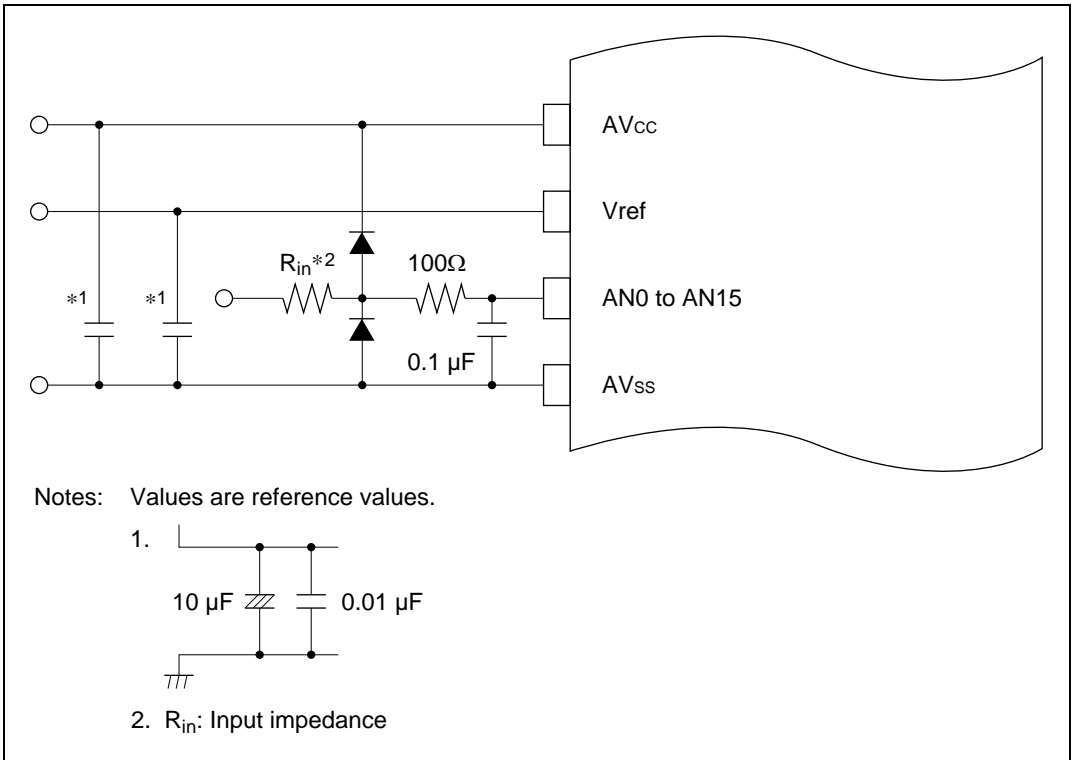 AVcc
Vref
Rin*2 100Ω
*1 *1 AN0 to AN15
0.1 µF
AVss
Notes: Values are reference values.
1.
10 µF 0.01 µF
2. Rin: Input impedance